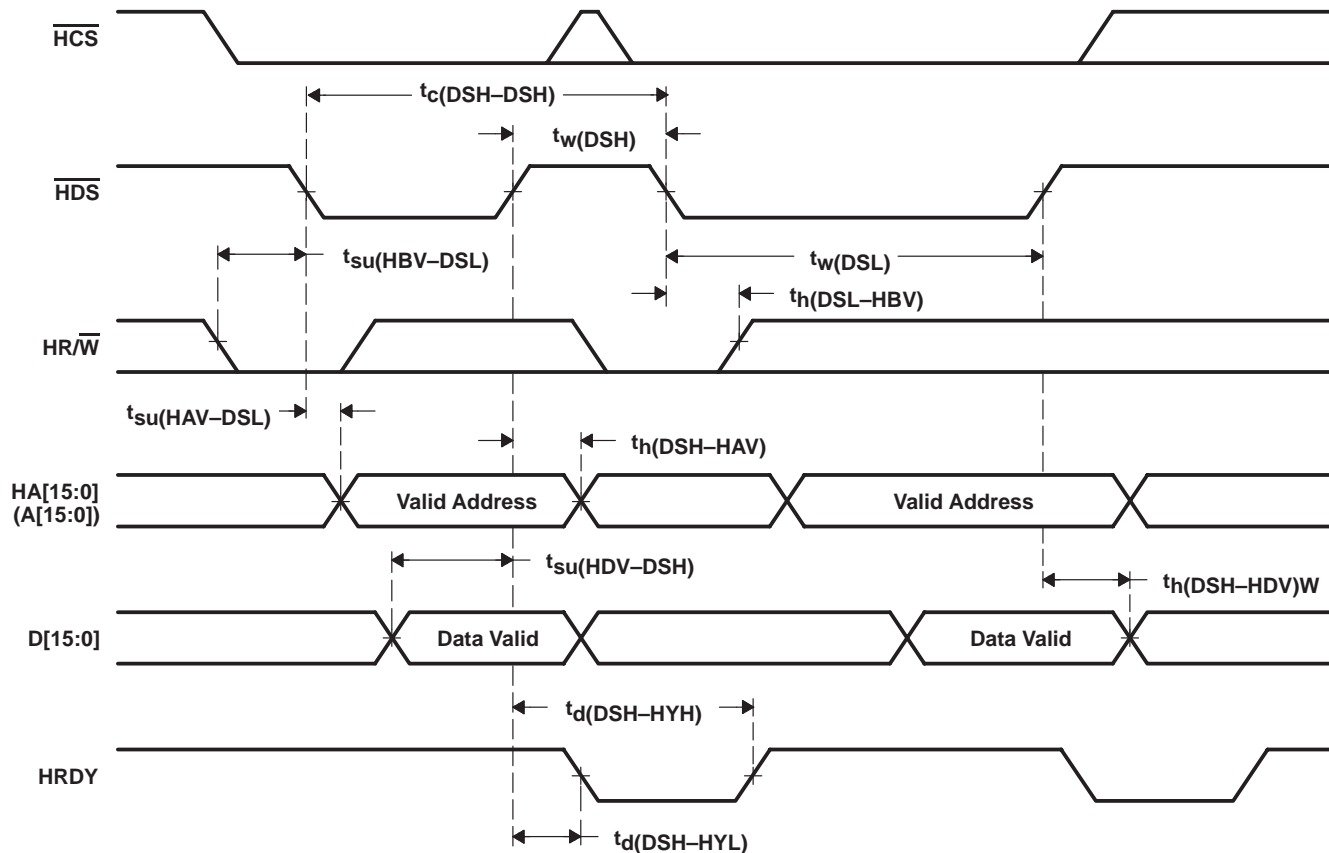 HCS
tc(DSH–DSH)
tw(DSH)
HDS
tsu(HBV–DSL)
tw(DSL)
th(DSL–HBV)
HR/W
tsu(HAV–DSL)
th(DSH–HAV)
HA[15:0]
(A[15:0])
Valid Address
Valid Address
tsu(HDV–DSH)
th(DSH–HDV)W
D[15:0]
Data Valid
Data Valid
td(DSH–HYH)
HRDY
td(DSH–HYL)